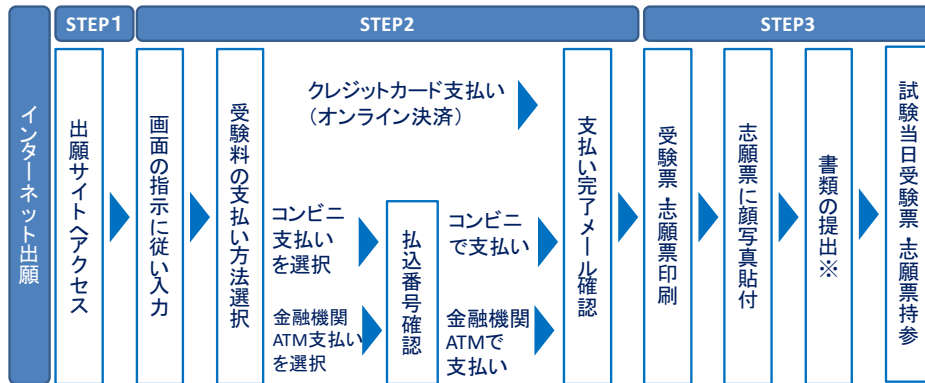 STEP1
STEP2
STEP3
インターネット出願
出願サイトへアクセス
画面の指示に従い入力
受験料の支払い方法選択
クレジットカード支払い
（オンライン決済）
コンビニ
支払い
を選択
金融機関
ATM支払い
を選択
払込番号確認
コンビニ
で支払い
金融機関
ATMで
支払い
支払い完了メール確認
受験票・志願票印刷
志願票に顔写真貼付
書類の提出※
試験当日受験票・志願票持参